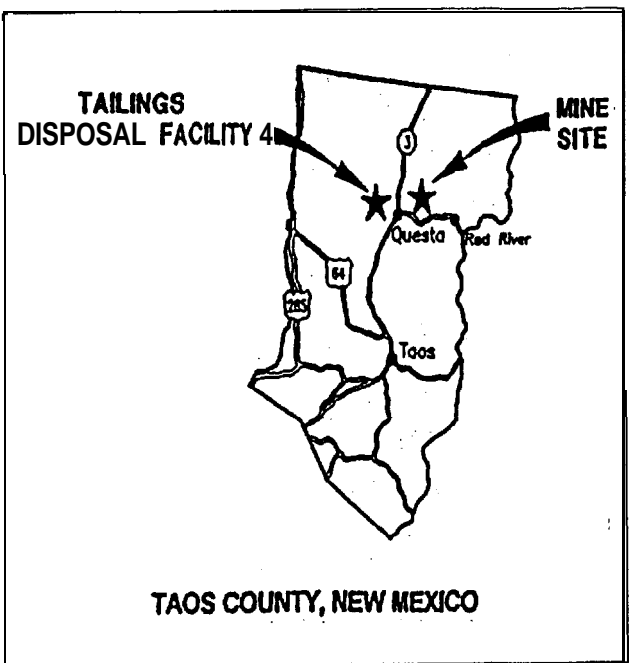 TAILINGS
DISPOSAL FACILITY 4
MINE
SITE
3
Questa
Red River
64
285
Taos
TAOS COUNTY, NEW MEXICO